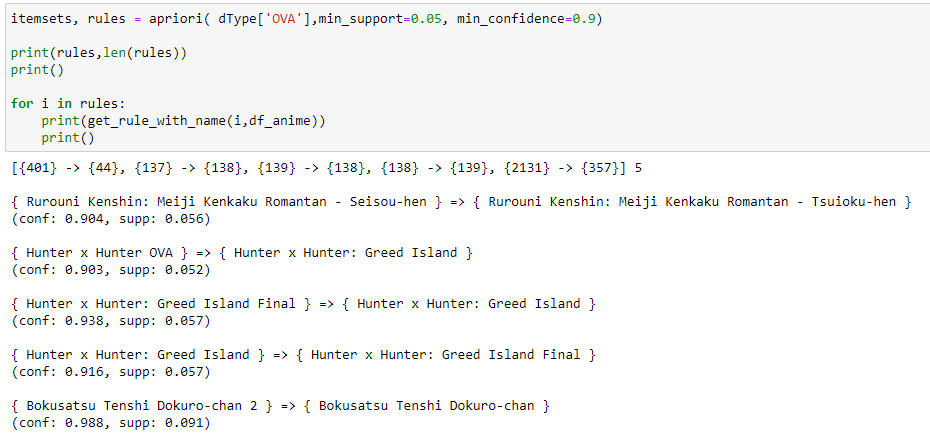 itemsets, rules = apriori( dType['OVA'],min_support=0.05, min_confidence=0.9)
print(rules,len(rules))
print()
for i in rules:
    print(get_rule_with_name(i,df_anime))
    print()
[{401} -> {44}, {137} -> {138}, {139} -> {138}, {138} -> {139}, {2131} -> {357}] 5
{ Rurouni Kenshin: Meiji Kenkaku Romantan - Seisou-hen } => { Rurouni Kenshin: Meiji Kenkaku Romantan - Tsuioku-hen }
(conf: 0.904, supp: 0.056)
{ Hunter x Hunter OVA } => { Hunter x Hunter: Greed Island }
(conf: 0.903, supp: 0.052)
{ Hunter x Hunter: Greed Island Final } => { Hunter x Hunter: Greed Island }
(conf: 0.938, supp: 0.057)
{ Hunter x Hunter: Greed Island } => { Hunter x Hunter: Greed Island Final }
(conf: 0.916, supp: 0.057)
{ Bokusatsu Tenshi Dokuro-chan 2 } => { Bokusatsu Tenshi Dokuro-chan }
(conf: 0.988, supp: 0.091)